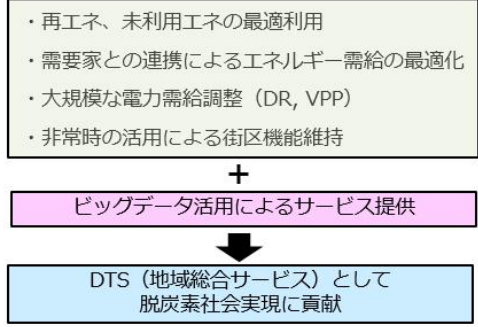 ・再エネ、未利用エネの最適利用
・需要家との連携によるエネルギー需給の最適化
・大規模な電力需給調整（DR, VPP）
・非常時の活用による街区機能維持
+
ビッグデータ活用によるサービス提供
DTS（地域総合サービス）として
脱炭素社会実現に貢献